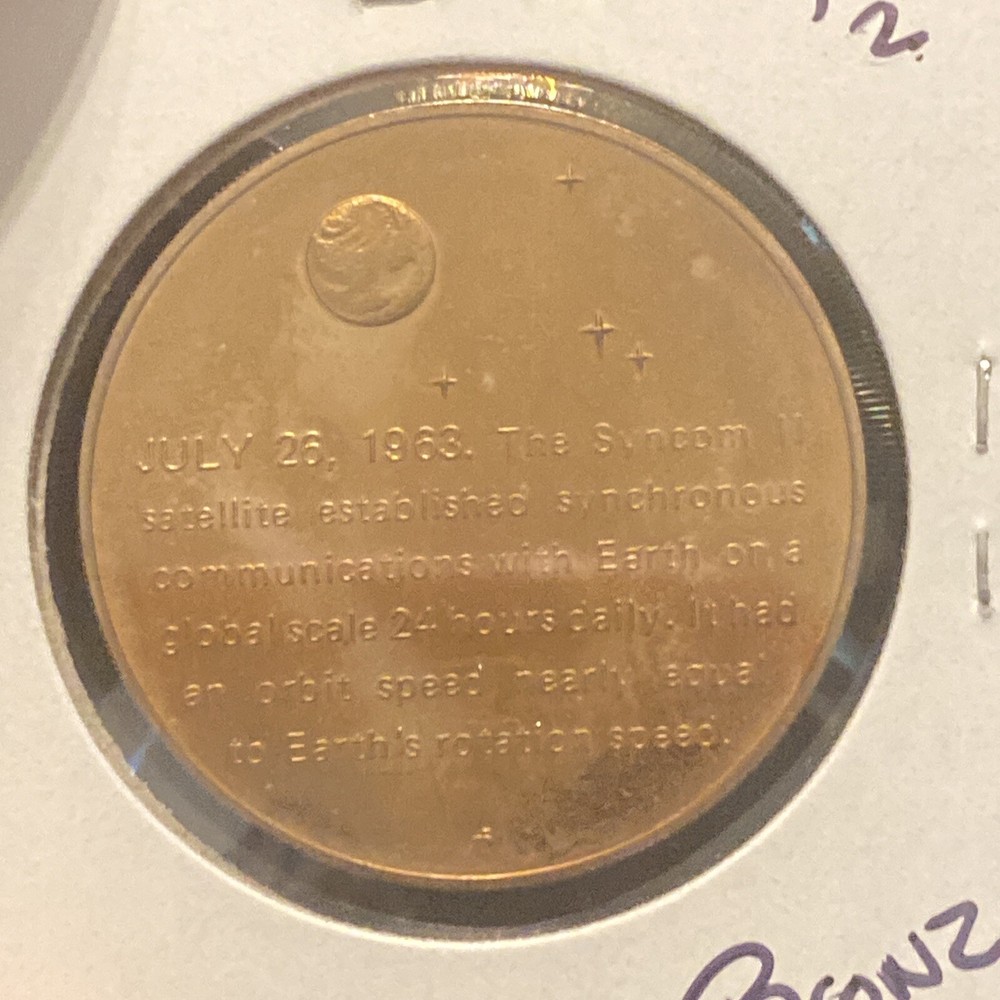 2.
JULY 26, 1963. The Syncom II
satellite established synchronous
communications with Earth on a
global scale 24 hours daily. It had
an orbit speed nearly equal
to Earth's rotation speed.